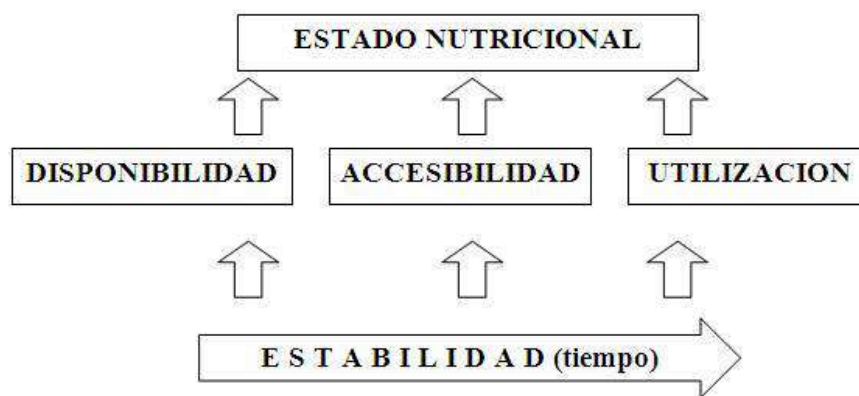 ESTADO NUTRICIONAL
DISPONIBILIDAD
ACCESIBILIDAD
UTILIZACION
E S T A B I L I D A D (tiempo)